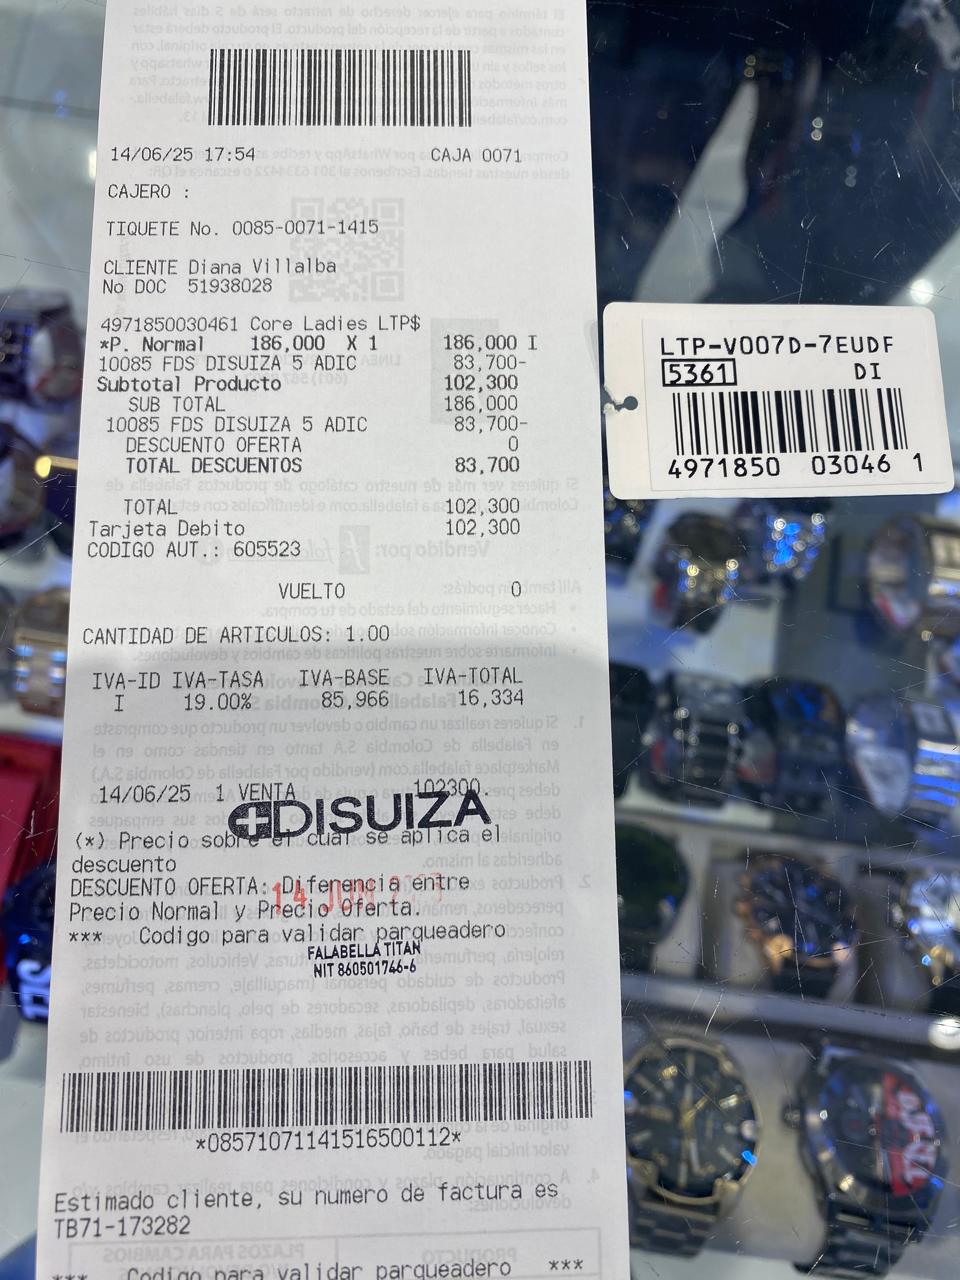 14/06/25 17:54 CAJA 0071
CAJERO :
TIQUETE No. 0085-0071-1415
CLIENTE Diana Villalba
No DOC 51938028
4971850030461 Core Ladies LTP$
*P. Normal 186,000 X 1 186,000 I
10085 FDS DISUIZA 5 ADIC 83,700-
Subtotal Producto 102,300
SUB TOTAL 186,000
10085 FDS DISUIZA 5 ADIC 83,700-
DESCUENTO OFERTA 0
TOTAL DESCUENTOS 83,700
TOTAL 102,300
Tarjeta Debito 102,300
CODIGO AUT.: 605523
VUELTO 0
CANTIDAD DE ARTICULOS: 1.00
IVA-ID IVA-TASA IVA-BASE IVA-TOTAL
I 19.00% 85,966 16,334
14/06/25 1 VENTA 102300.
DISUIZA
(*) Precio sobre el cual se aplica el
descuento
DESCUENTO OFERTA: Diferencia entre
Precio Normal y Precio Oferta.
14 JUN
*** Codigo para validar parqueadero
FALABELLA TITAN
NIT 860501746-6
*08571071141516500112*
Estimado cliente, su numero de factura es
TB71-173282
*** Codigo para validar parqueadero ***
LTP-V007D-7EUDF
5361 DI
4971850 03046 1